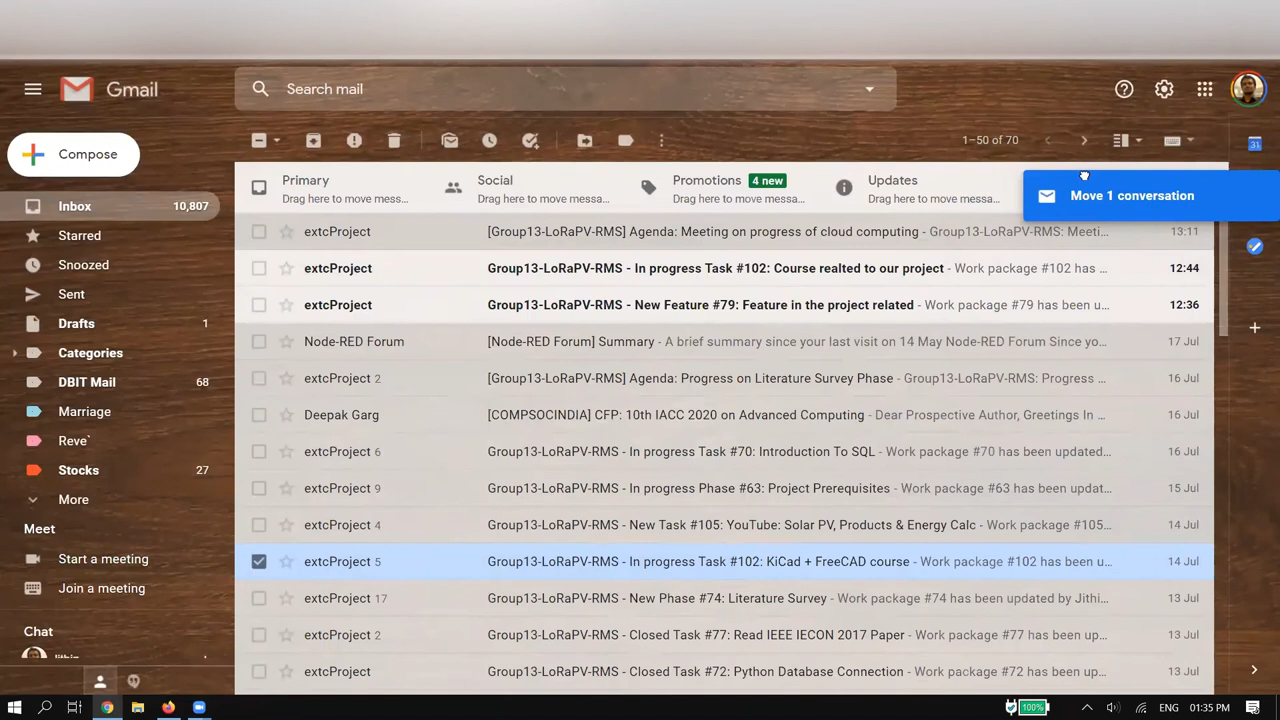 Gmail
Search mail
Compose
1–50 of 70
Primary
Drag here to move messa...
Social
Drag here to move messa...
Promotions 4 new
Drag here to move messa...
Updates
Drag here to move messa...
Move 1 conversation
31
Inbox 10,807
Starred
Snoozed
Sent
Drafts 1
Categories
DBIT Mail 68
Marriage
Reve`
Stocks 27
More
Meet
Start a meeting
Join a meeting
Chat
extcProject [Group13-LoRaPV-RMS] Agenda: Meeting on progress of cloud computing - Group13-LoRaPV-RMS: Meeti... 13:11
extcProject Group13-LoRaPV-RMS - In progress Task #102: Course realted to our project - Work package #102 has ... 12:44
extcProject Group13-LoRaPV-RMS - New Feature #79: Feature in the project related - Work package #79 has been u... 12:36
Node-RED Forum [Node-RED Forum] Summary - A brief summary since your last visit on 14 May Node-RED Forum Since yo... 17 Jul
extcProject 2 [Group13-LoRaPV-RMS] Agenda: Progress on Literature Survey Phase - Group13-LoRaPV-RMS: Progress ... 16 Jul
Deepak Garg [COMPSOCINDIA] CFP: 10th IACC 2020 on Advanced Computing - Dear Prospective Author, Greetings In ... 16 Jul
extcProject 6 Group13-LoRaPV-RMS - In progress Task #70: Introduction To SQL - Work package #70 has been updated... 16 Jul
extcProject 9 Group13-LoRaPV-RMS - In progress Phase #63: Project Prerequisites - Work package #63 has been updat... 15 Jul
extcProject 4 Group13-LoRaPV-RMS - New Task #105: YouTube: Solar PV, Products & Energy Calc - Work package #105... 14 Jul
extcProject 5 Group13-LoRaPV-RMS - In progress Task #102: KiCad + FreeCAD course - Work package #102 has been u... 14 Jul
extcProject 17 Group13-LoRaPV-RMS - New Phase #74: Literature Survey - Work package #74 has been updated by Jithi... 13 Jul
extcProject 2 Group13-LoRaPV-RMS - Closed Task #77: Read IEEE IECON 2017 Paper - Work package #77 has been up... 13 Jul
extcProject Group13-LoRaPV-RMS - Closed Task #72: Python Database Connection - Work package #72 has been up... 13 Jul
100% ENG 01:35 PM